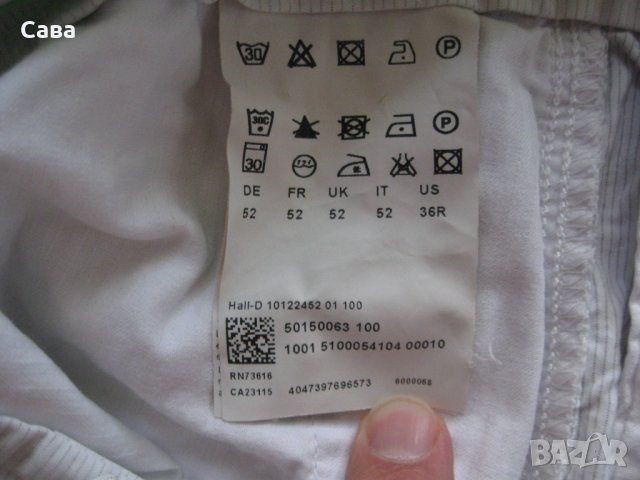 Сава
30 P
30C P
30
DE FR UK IT US
52 52 52 52 36R
Hall-D 10122452 01 100
50150063 100
1001 5100054104 00010
RN73616
CA23115 4047397696573 6000068
BAZAR